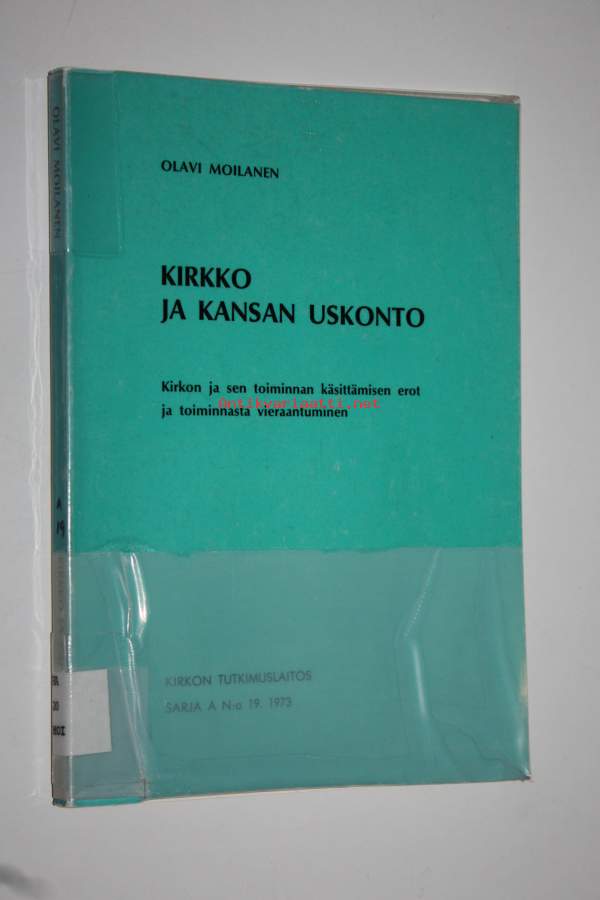 OLAVI MOILANEN
KIRKKO
JA KANSAN USKONTO
Kirkon ja sen toiminnan käsittämisen erot
Antikvariaatti.net
ja toiminnasta vieraantuminen
KIRKON TUTKIMUSLAITOS
SARJA A N:o 19. 1973
OLAVI MOILANEN
A
19